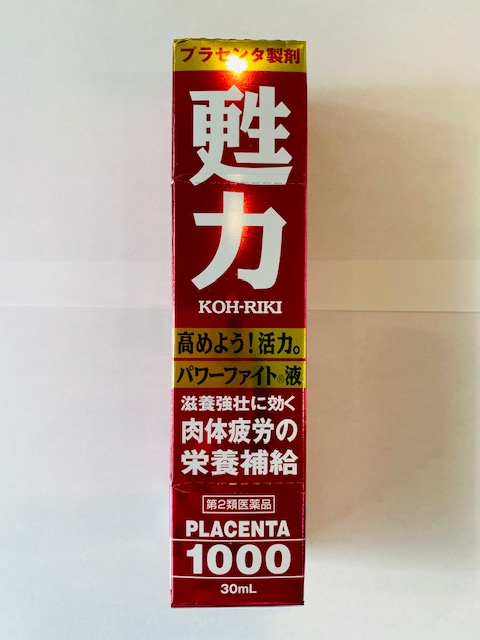 プラセンタ製剤
甦力
KOH-RIKI
高めよう!活力。
パワーファイト®液
滋養強壮に効く
肉体疲労の
栄養補給
第2類医薬品
PLACENTA
1000
30mL